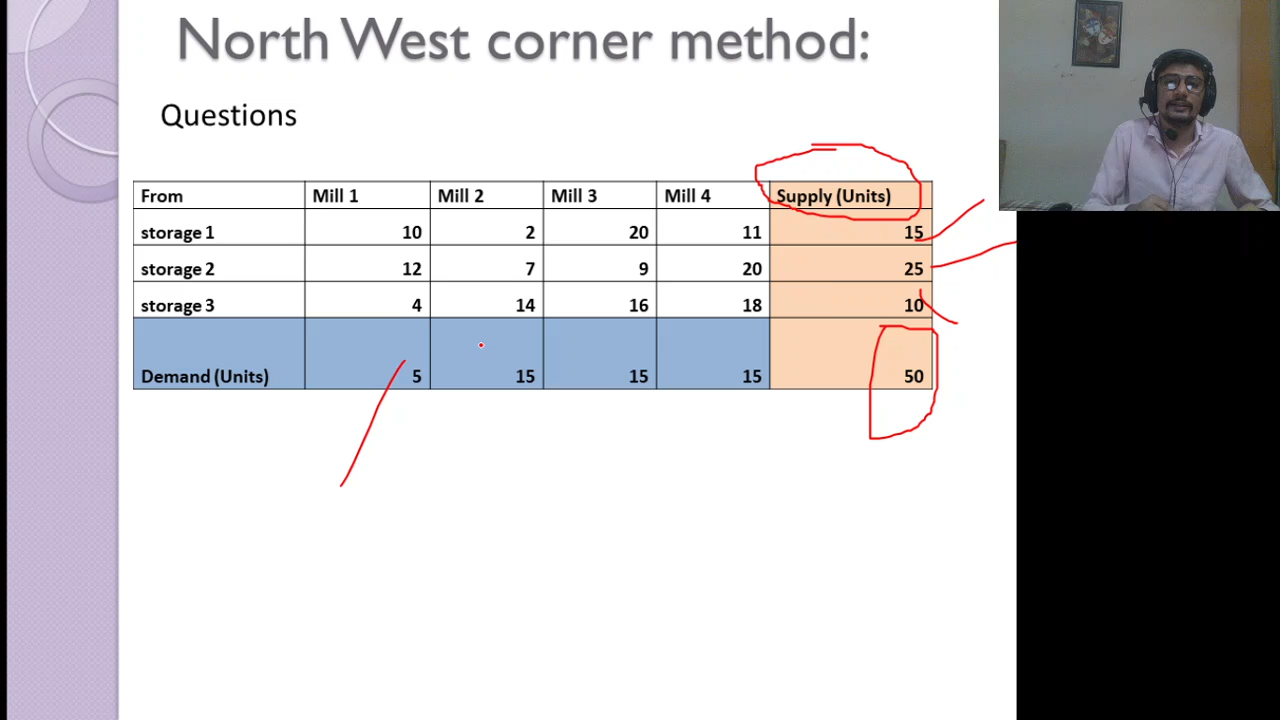 North West corner method:
Questions
From Mill 1 Mill 2 Mill 3 Mill 4 Supply (Units)
storage 1 10 2 20 11 15
storage 2 12 7 9 20 25
storage 3 4 14 16 18 10
Demand (Units) 5 15 15 15 50